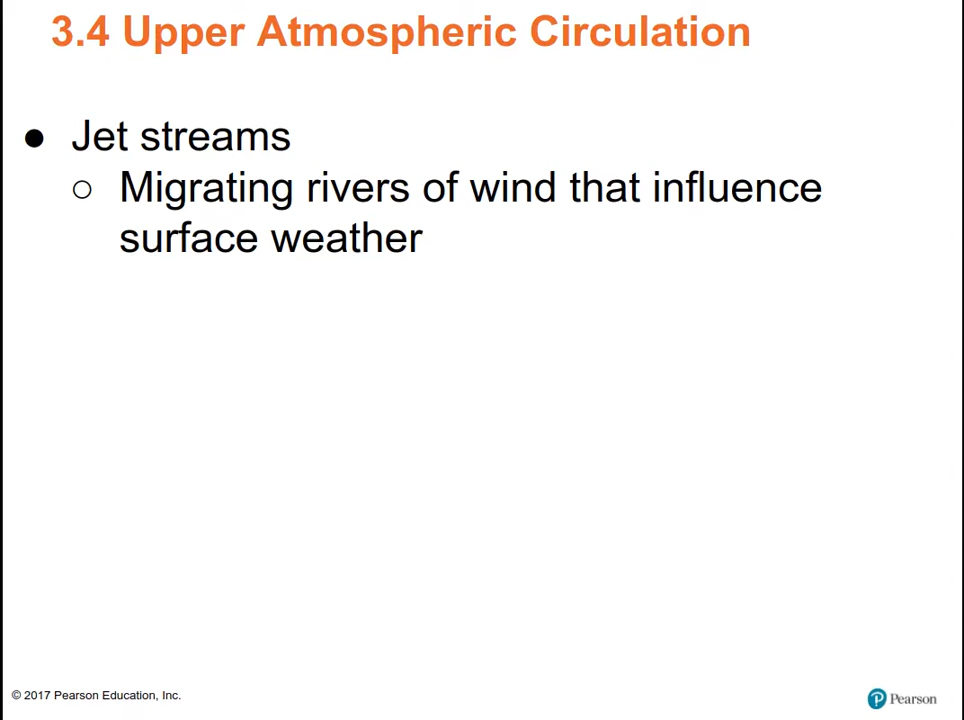 3.4 Upper Atmospheric Circulation
● Jet streams
○ Migrating rivers of wind that influence
surface weather
© 2017 Pearson Education, Inc.
P Pearson